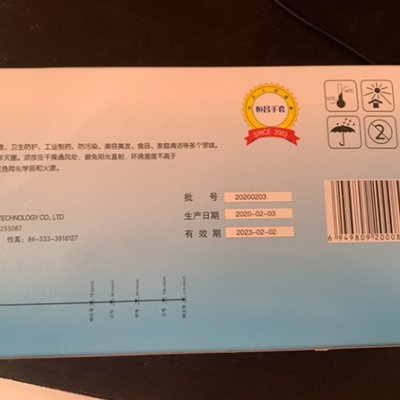 恒昌手套
SINCE 2003
卫生防护、工业制药、防污染、美容美发、食品、家庭清洁等多个领域。
灭菌。须放在干燥通风处、避免阳光直射、环境温度不高于
危险化学品和火源。
批 号 20200203
生产日期 2020-02-03
有 效 期 2023-02-02
TECHNOLOGY CO., LTD
255087
传真：86-533-3818127
6 949809 20008